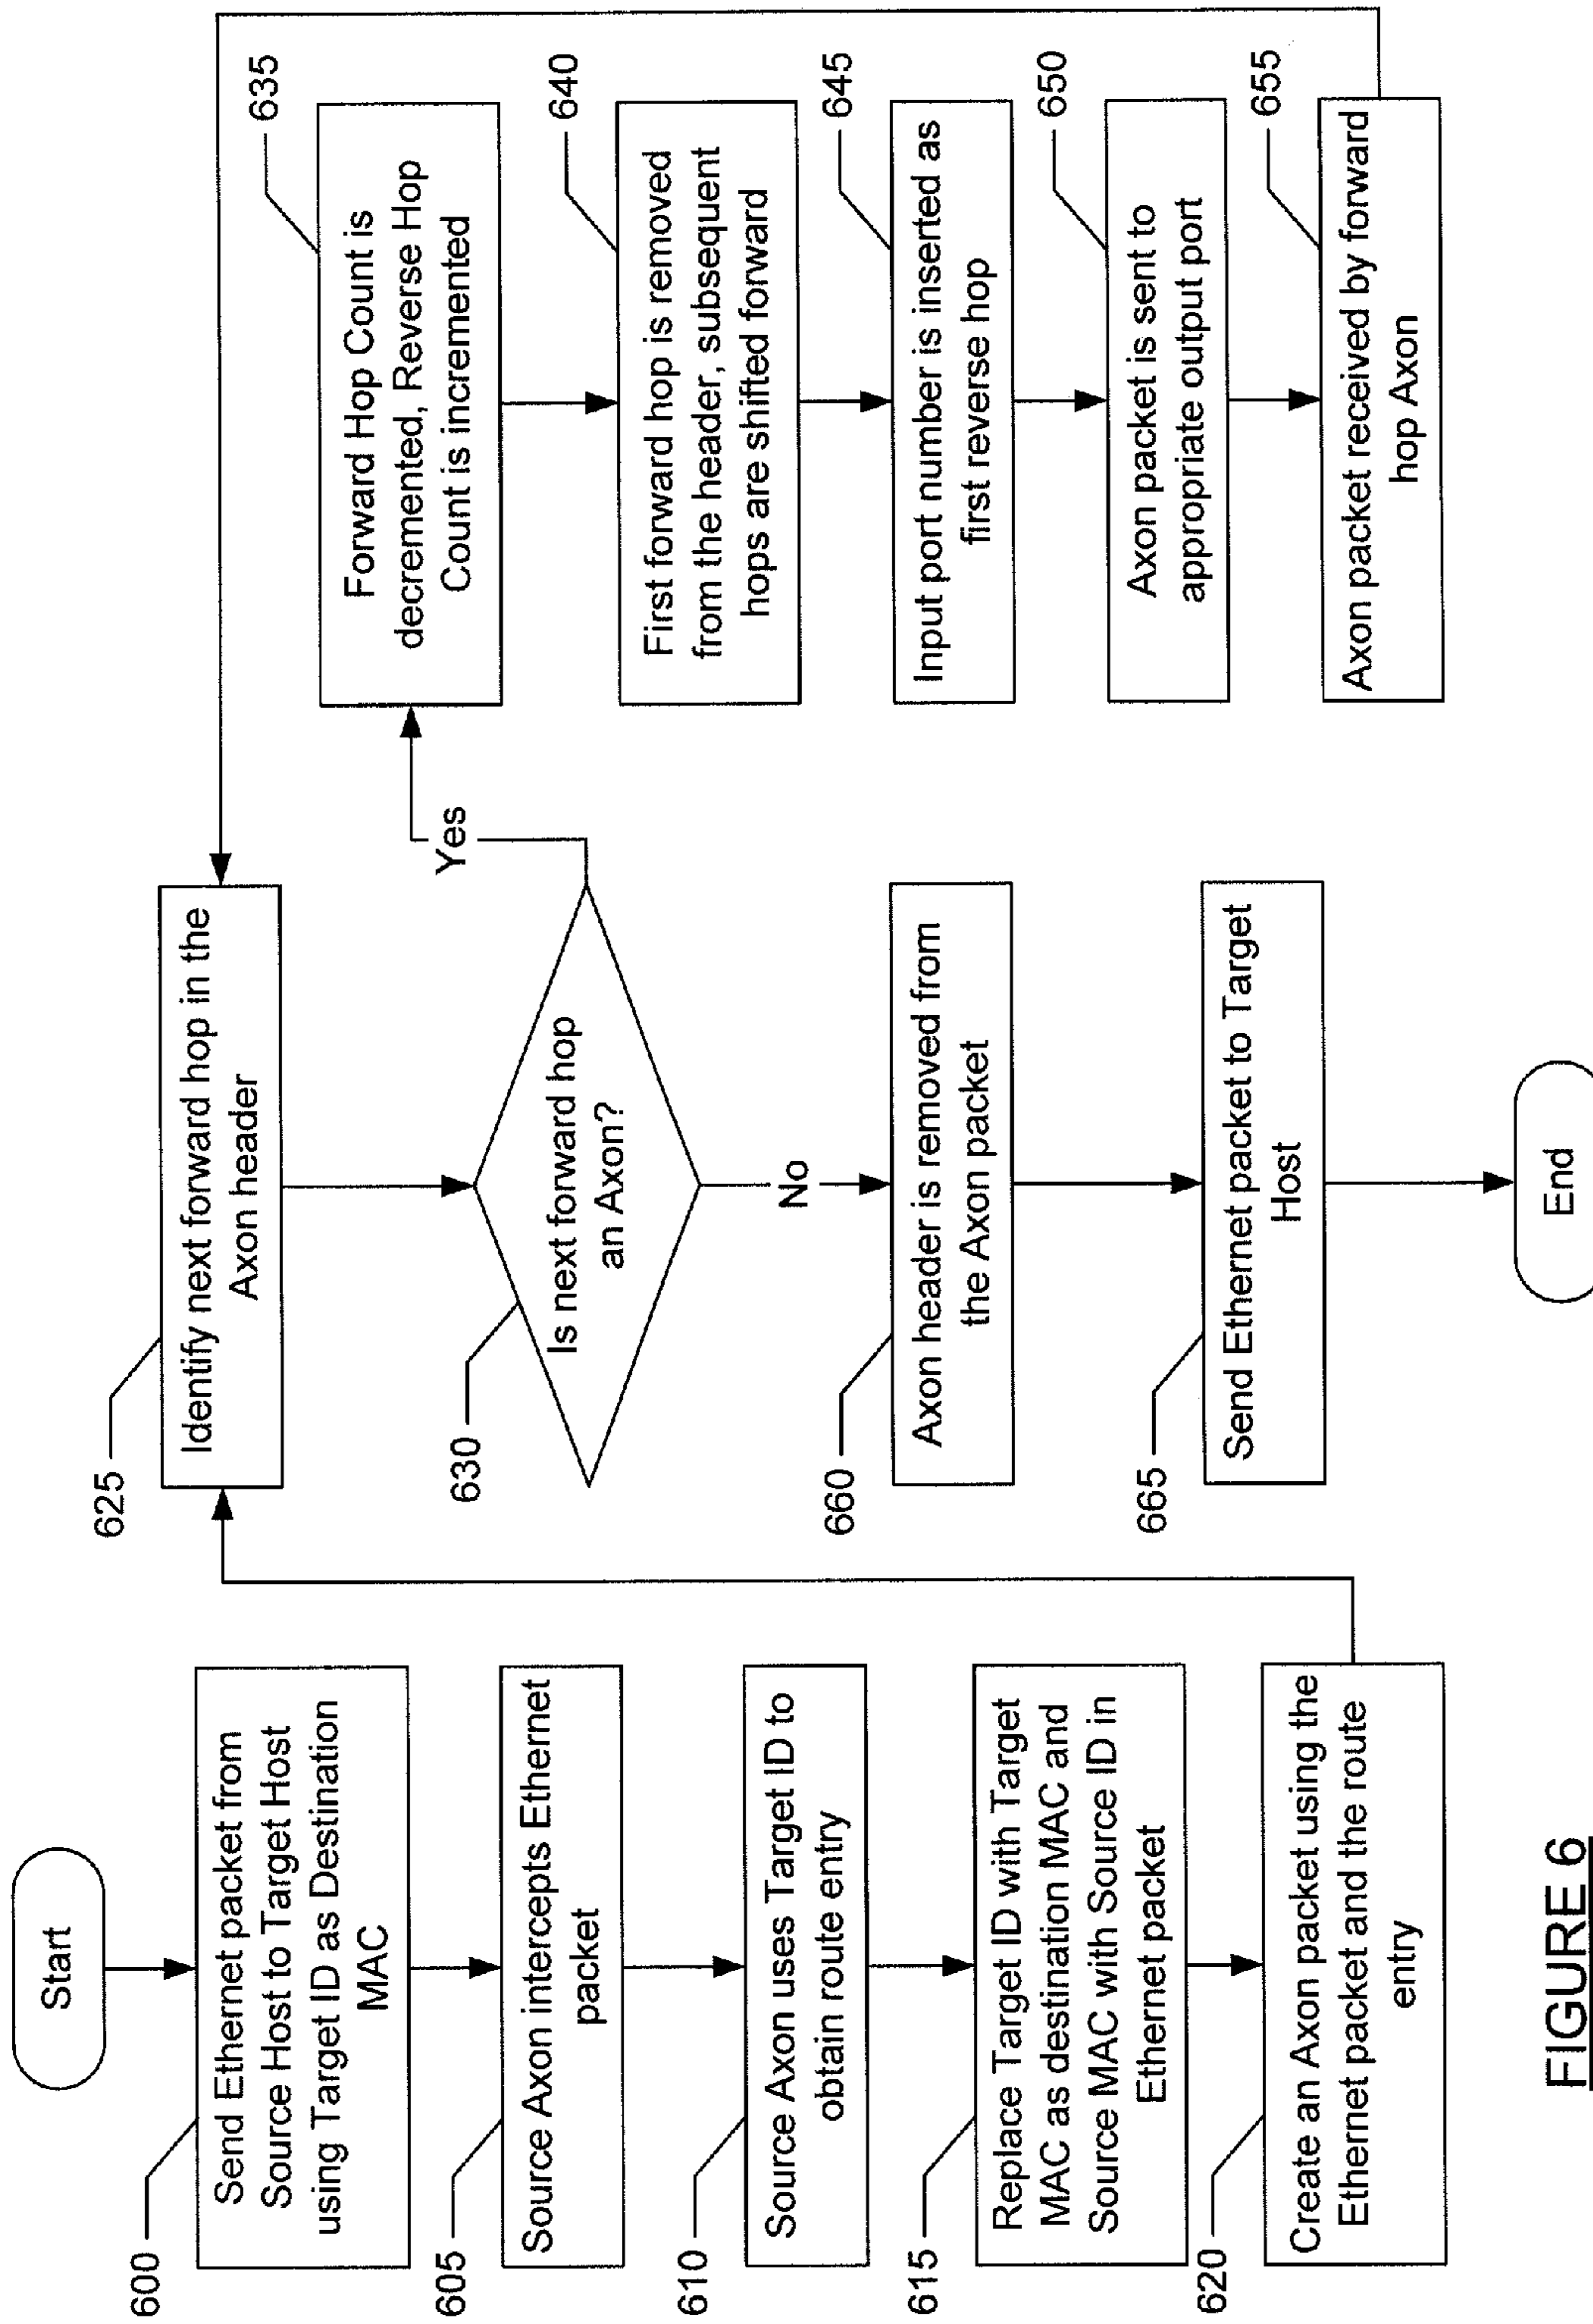 Start
600
Send Ethernet packet from
Source Host to Target Host
using Target ID as Destination
MAC
605
Source Axon intercepts Ethernet
packet
610
Source Axon uses Target ID to
obtain route entry
615
Replace Target ID with Target
MAC as destination MAC and
Source MAC with Source ID in
Ethernet packet
620
Create an Axon packet using the
Ethernet packet and the route
entry
625
Identify next forward hop in the
Axon header
630
Is next forward hop
an Axon?
Yes
No
660
Axon header is removed from
the Axon packet
665
Send Ethernet packet to Target
Host
End
635
Forward Hop Count is
decremented, Reverse Hop
Count is incremented
640
First forward hop is removed
from the header, subsequent
hops are shifted forward
645
Input port number is inserted as
first reverse hop
650
Axon packet is sent to
appropriate output port
655
Axon packet received by forward
hop Axon
FIGURE 6